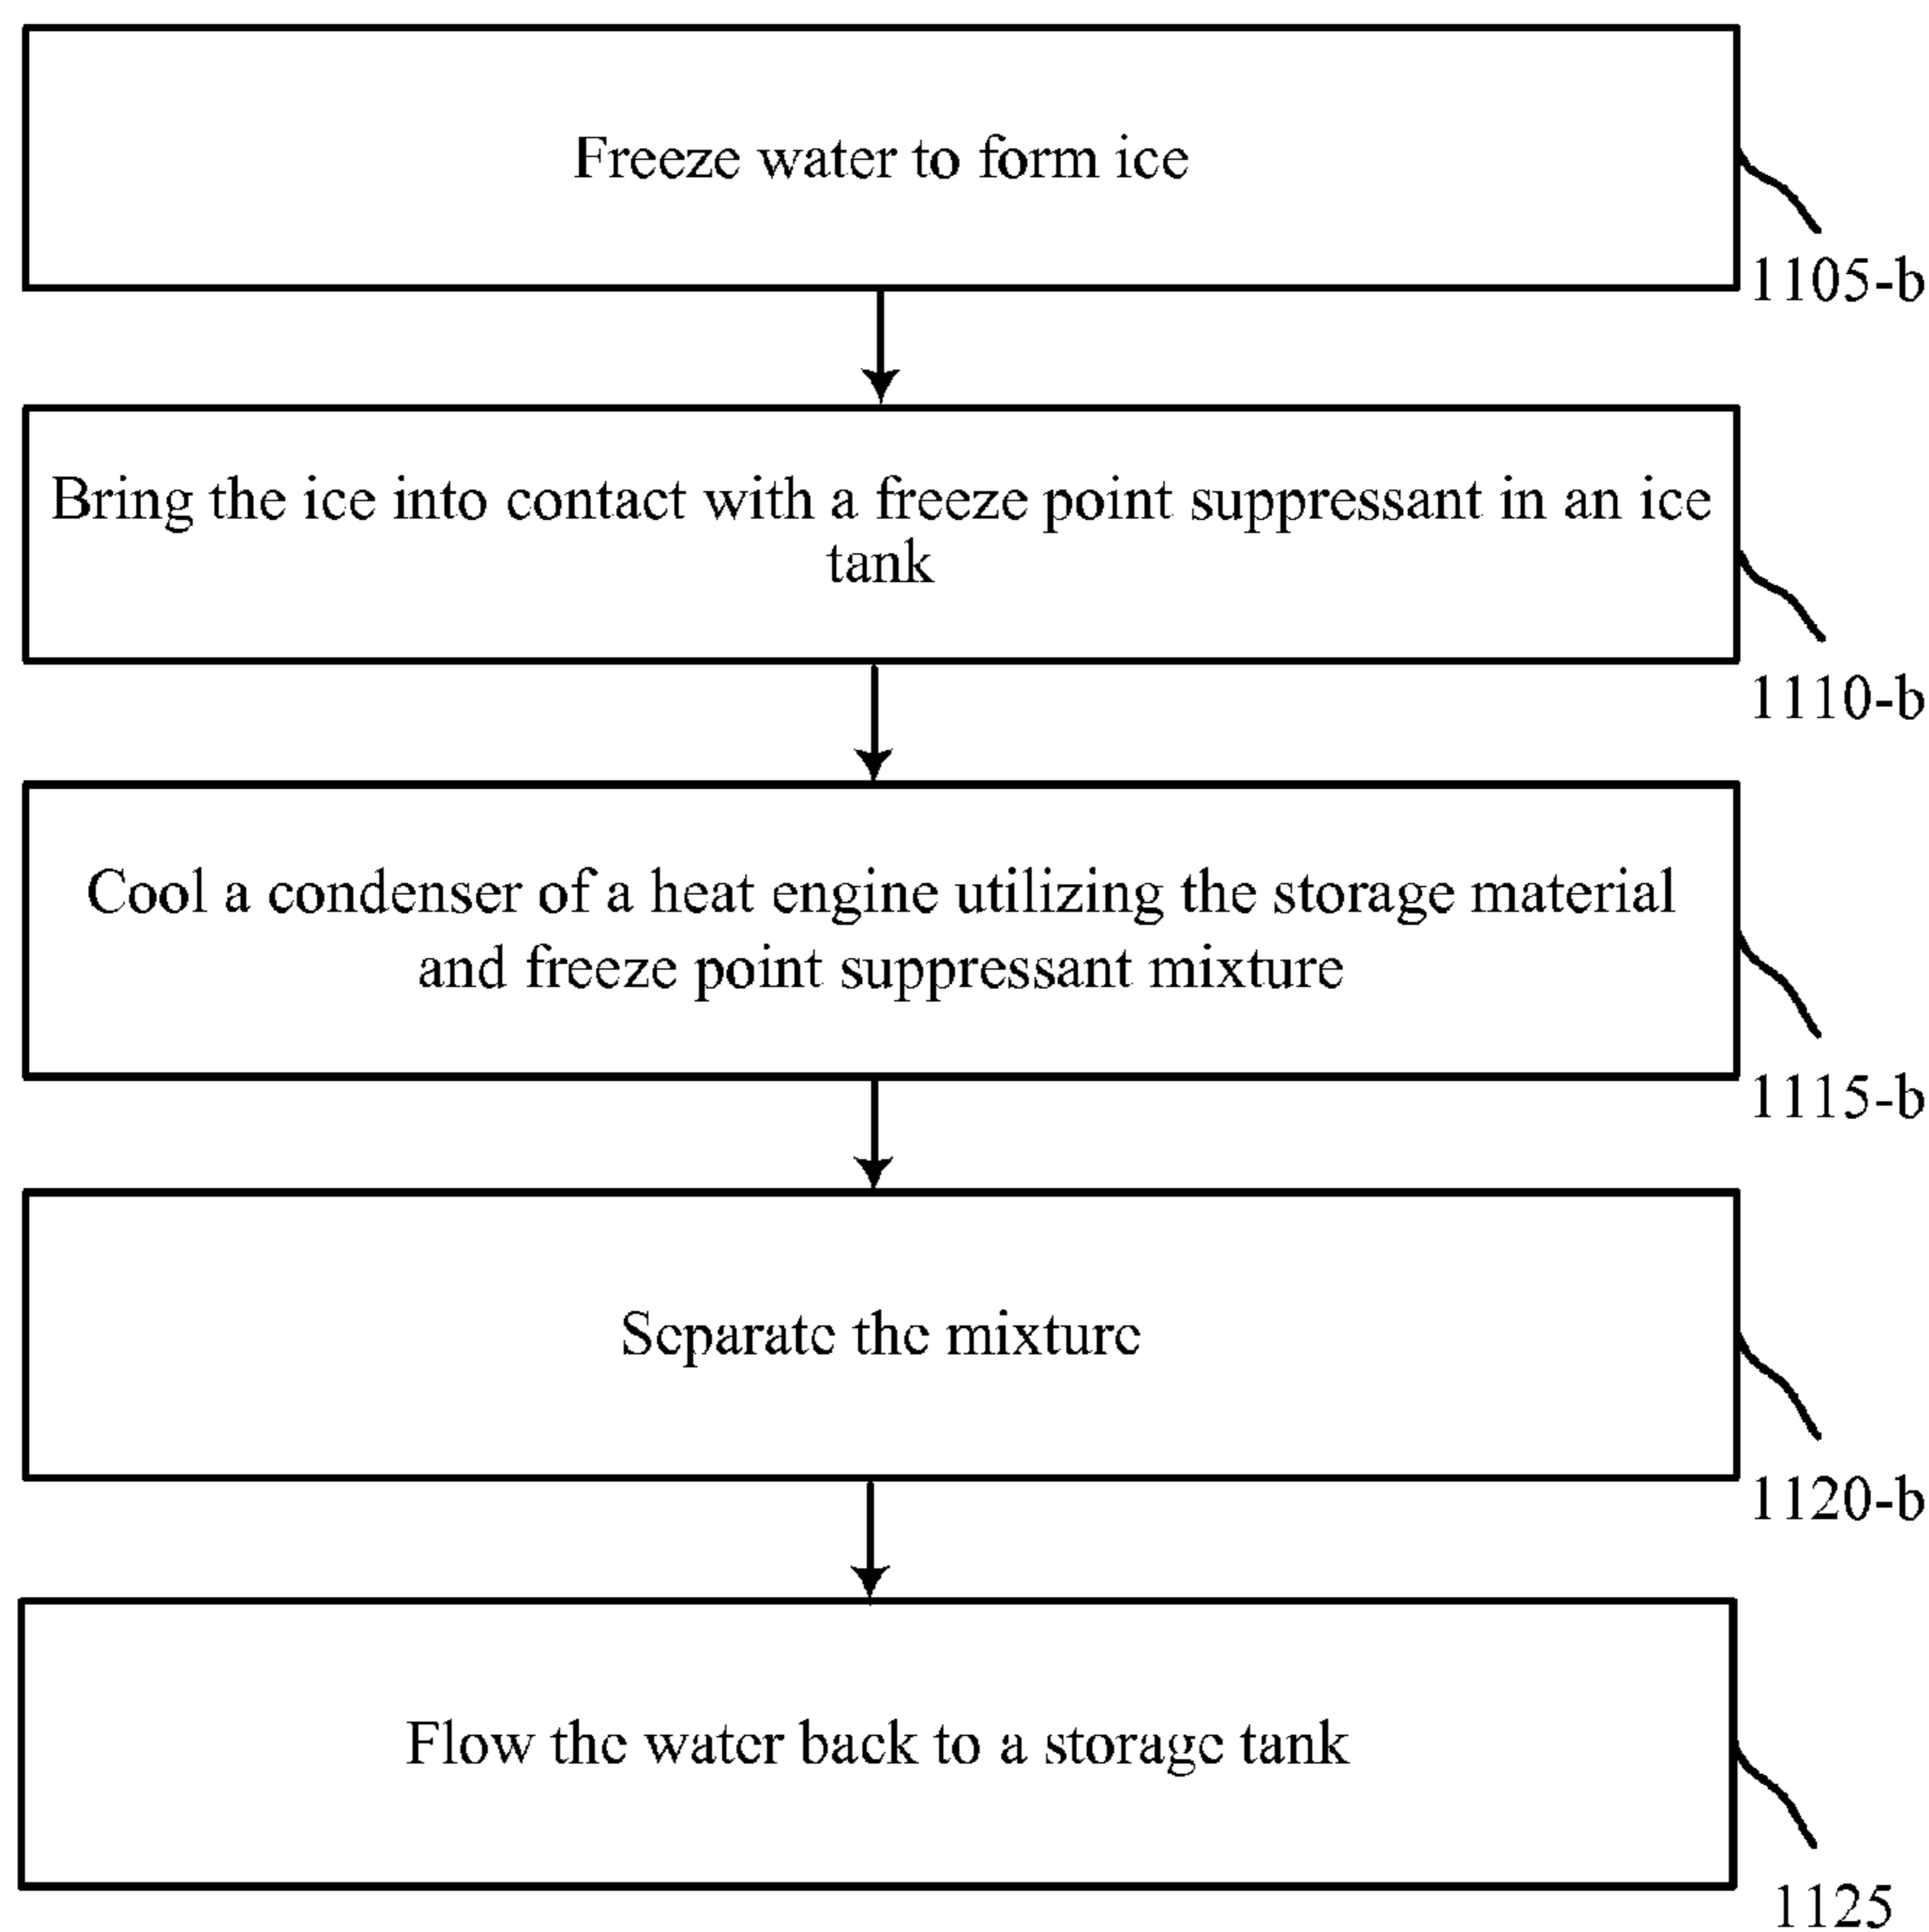 Freeze water to form ice
1105-b
Bring the ice into contact with a freeze point suppressant in an ice
tank
1110-b
Cool a condenser of a heat engine utilizing the storage material
and freeze point suppressant mixture
1115-b
Separate the mixture
1120-b
Flow the water back to a storage tank
1125